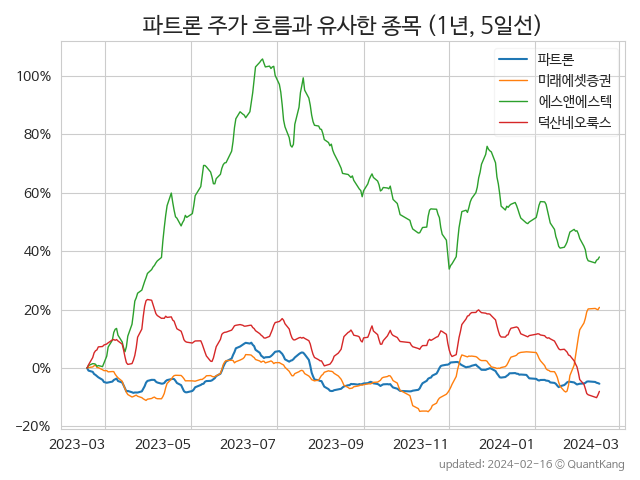 파트론 주가 흐름과 유사한 종목 (1년, 5일선)
파트론
미래에셋증권
에스앤에스텍
덕산네오룩스
100%
80%
60%
40%
20%
0%
−20%
2023-03 2023-05 2023-07 2023-09 2023-11 2024-01 2024-03
updated: 2024-02-16 © QuantKang